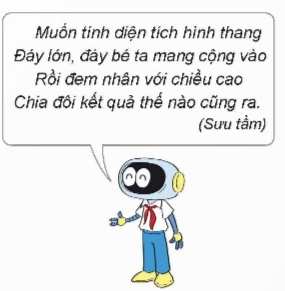 Muốn tính diện tích hình thang
Đáy lớn, đáy bé ta mang cộng vào
Rồi đem nhân với chiều cao
Chia đôi kết quả thế nào cũng ra.
(Sưu tầm)